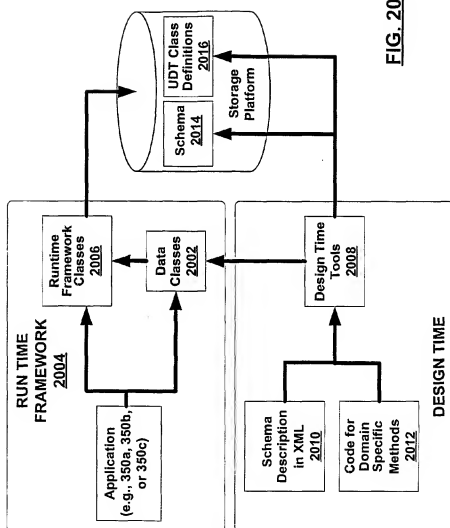 RUN TIME
FRAMEWORK
2004
Application
(e.g., 350a, 350b,
or 350c)
Runtime
Framework
Classes
2006
Data
Classes
2002
Schema
2014
UDT Class
Definitions
2016
Storage
Platform
Schema
Description
in XML
2010
Code for
Domain
Specific
Methods
2012
Design Time
Tools
2008
DESIGN TIME
FIG. 20